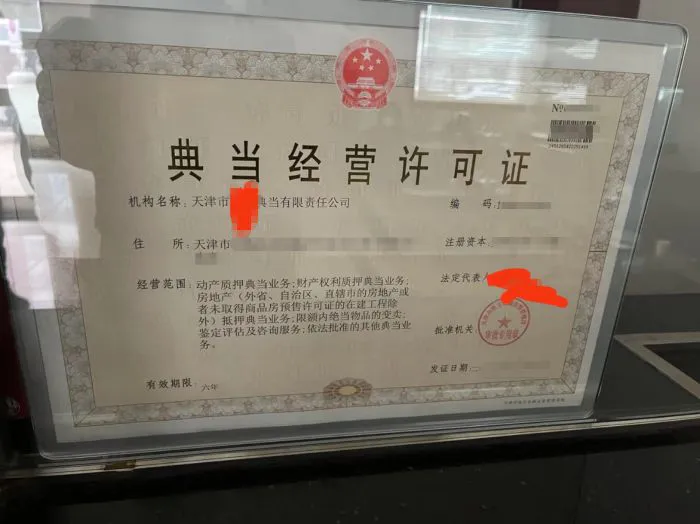 №
典当经营许可证
机构名称：天津市 典当有限责任公司
编 码：
住 所：天津市
注册资本：
经营范围：动产质押典当业务；财产权利质押典当业务；
房地产（外省、自治区、直辖市的房地产或
者未取得商品房预售许可证的在建工程除
外）抵押典当业务；限额内绝当物品的变卖；
鉴定评估及咨询服务；依法批准的其他典当业
务。
法定代表人
批准机关：
审批专用章
发证日期：
有效期限：六年